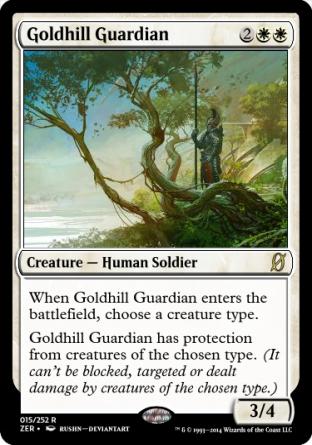 Goldhill Guardian 2
Creature — Human Soldier
When Goldhill Guardian enters the
battlefield, choose a creature type.
Goldhill Guardian has protection
from creatures of the chosen type. (It
can't be blocked, targeted or dealt
damage by creatures of the chosen type.)
3/4
015/252 R
ZER • RUSHN—DEVIANTART
™ & © 1993–2014 Wizards of the Coast LLC